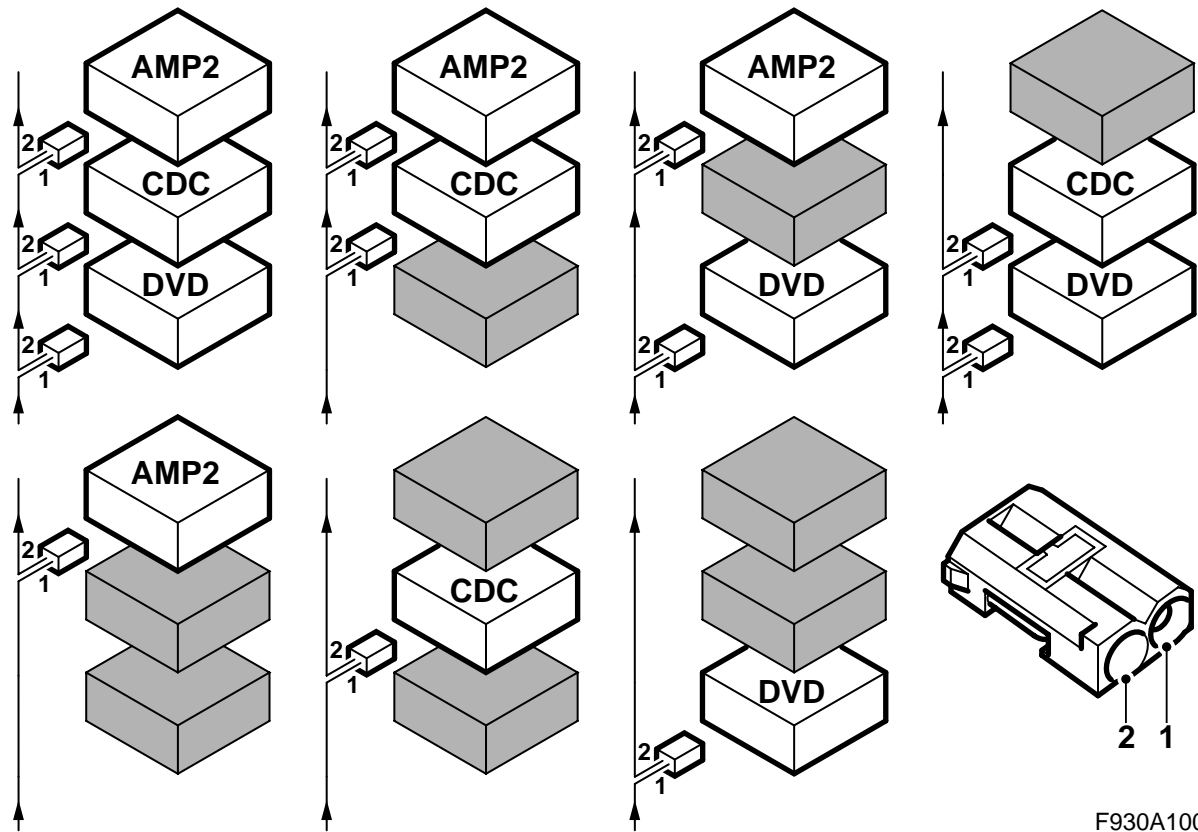 AMP2 AMP2 AMP2
2 2 2
1 CDC 1 CDC 1 CDC
2 2 2
1 DVD 1 1 DVD DVD
2 2 2
1 1 1
AMP2
2
1 CDC
2
1 DVD
2
1
2 1
F930A100